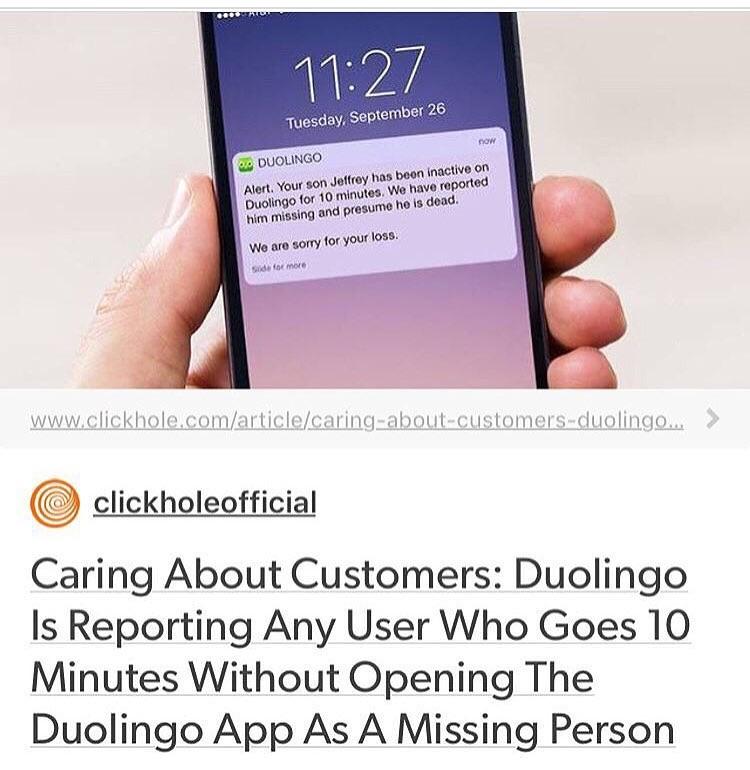 11:27
Tuesday, September 26
DUOLINGO
now
Alert. Your son Jeffrey has been inactive on
Duolingo for 10 minutes. We have reported
him missing and presume he is dead.
We are sorry for your loss.
Slide for more
www.clickhole.com/article/caring-about-customers-duolingo...
clickholeofficial
Caring About Customers: Duolingo
Is Reporting Any User Who Goes 10
Minutes Without Opening The
Duolingo App As A Missing Person